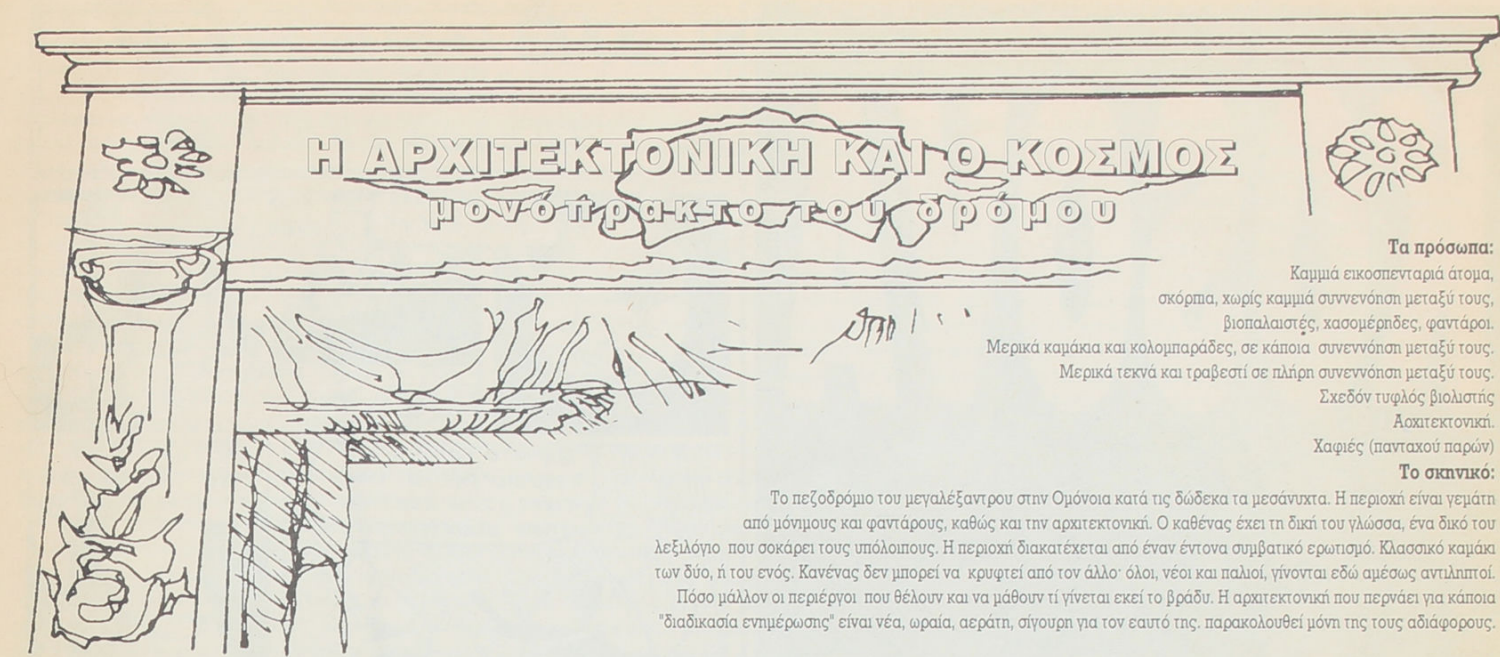 Η ΑΡΧΙΤΕΚΤΟΝΙΚΗ ΚΑΙ Ο ΚΟΣΜΟΣ
μονόπρακτο του δρόμου
Τα πρόσωπα:
Καμμιά εικοσπενταριά άτομα,
σκόρπια, χωρίς καμμιά συννενόηση μεταξύ τους,
βιοπαλαιστές, χασομέρηδες, φαντάροι.
Μερικά καμάκια και κολομπαράδες, σε κάποια συνεννόηση μεταξύ τους.
Μερικά τεκνά και τραβεστί σε πλήρη συνεννόηση μεταξύ τους.
Σχεδόν τυφλός βιολιστής
Αρχιτεκτονική.
Χαφιές (πανταχού παρών)
Το σκηνικό:
Το πεζοδρόμιο του μεγαλέξαντρου στην Ομόνοια κατά τις δώδεκα τα μεσάνυχτα. Η περιοχή είναι γεμάτη
από μόνιμους και φαντάρους, καθώς και την αρχιτεκτονική. Ο καθένας έχει τη δική του γλώσσα, ένα δικό του
λεξιλόγιο που σοκάρει τους υπόλοιπους. Η περιοχή διακατέχεται από έναν έντονα συμβατικό ερωτισμό. Κλασσικό καμάκι
των δύο, ή του ενός. Κανένας δεν μπορεί να κρυφτεί από τον άλλο· όλοι, νέοι και παλιοί, γίνονται εδώ αμέσως αντιληπτοί.
Πόσο μάλλον οι περιέργοι που θέλουν και να μάθουν τί γίνεται εκεί το βράδυ. Η αρχιτεκτονική που περνάει για κάποια
"διαδικασία ενημέρωσης" είναι νέα, ωραία, αεράτη, σίγουρη για τον εαυτό της. παρακολουθεί μόνη της τους αδιάφορους.